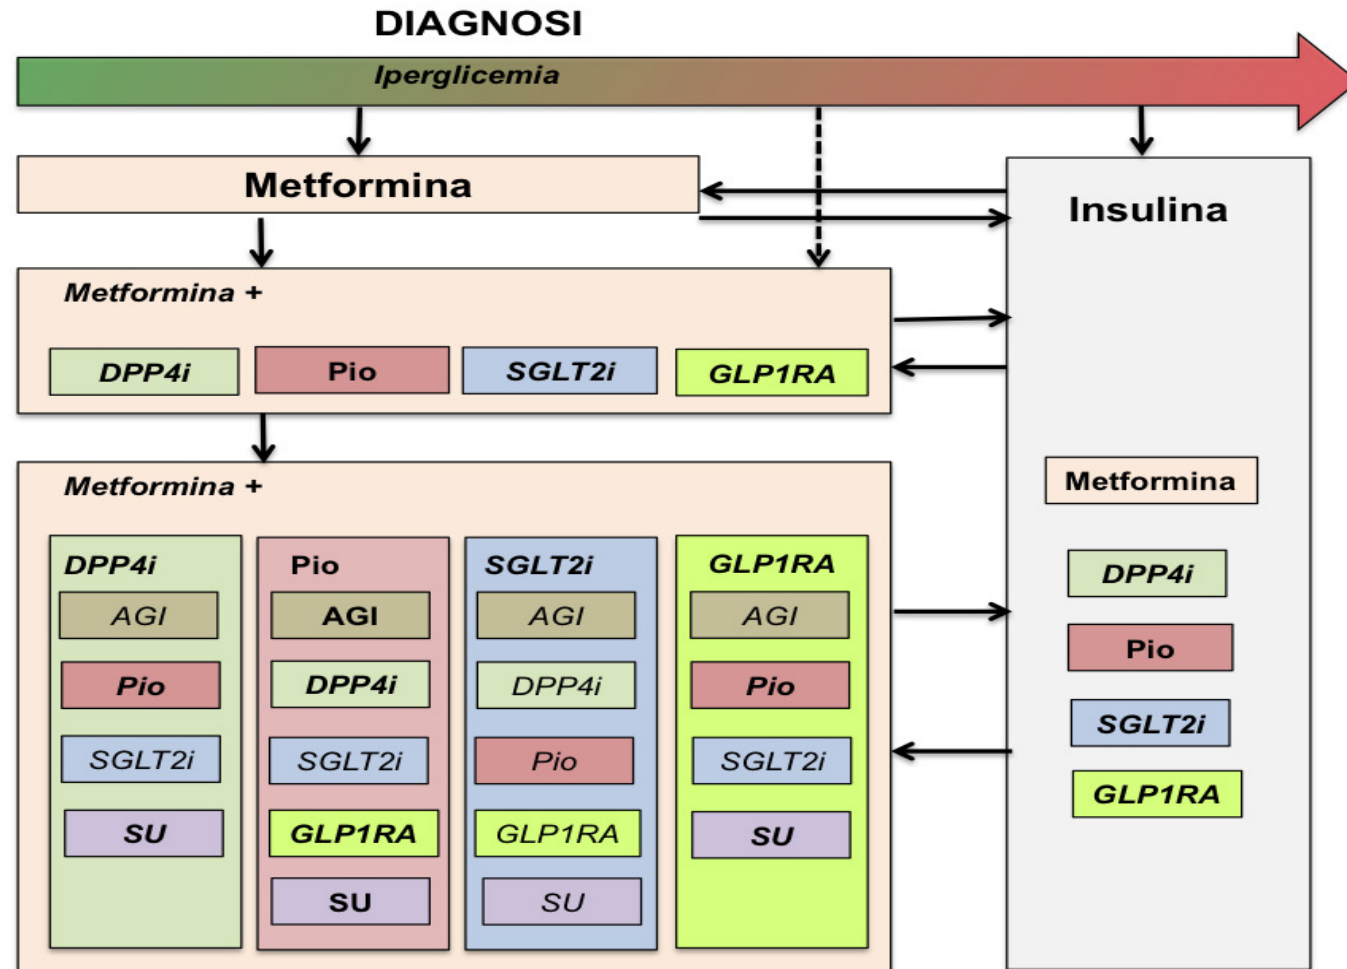 DIAGNOSI
Iperglicemia
Metformina
Insulina
Metformina +
DPP4i
Pio
SGLT2i
GLP1RA
Metformina +
DPP4i
AGI
Pio
SGLT2i
SU
Pio
AGI
DPP4i
SGLT2i
GLP1RA
SU
SGLT2i
AGI
DPP4i
Pio
GLP1RA
SU
GLP1RA
AGI
Pio
SGLT2i
SU
Metformina
DPP4i
Pio
SGLT2i
GLP1RA